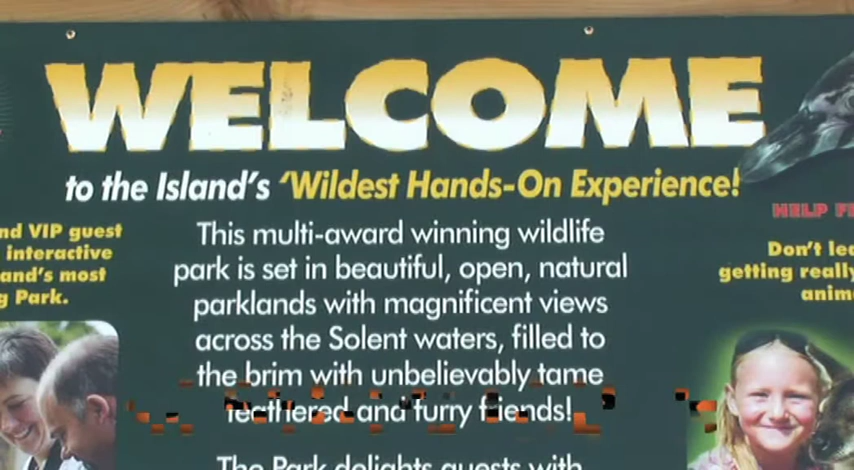 WELCOME
to the Island's 'Wildest Hands-On Experience!
nd VIP guest
interactive
and's most
g Park.
This multi-award winning wildlife
park is set in beautiful, open, natural
parklands with magnificent views
across the Solent waters, filled to
the brim with unbelievably tame
feathered and furry friends!
The Park delights guests with
HELP F
Don't lea
getting really
anim